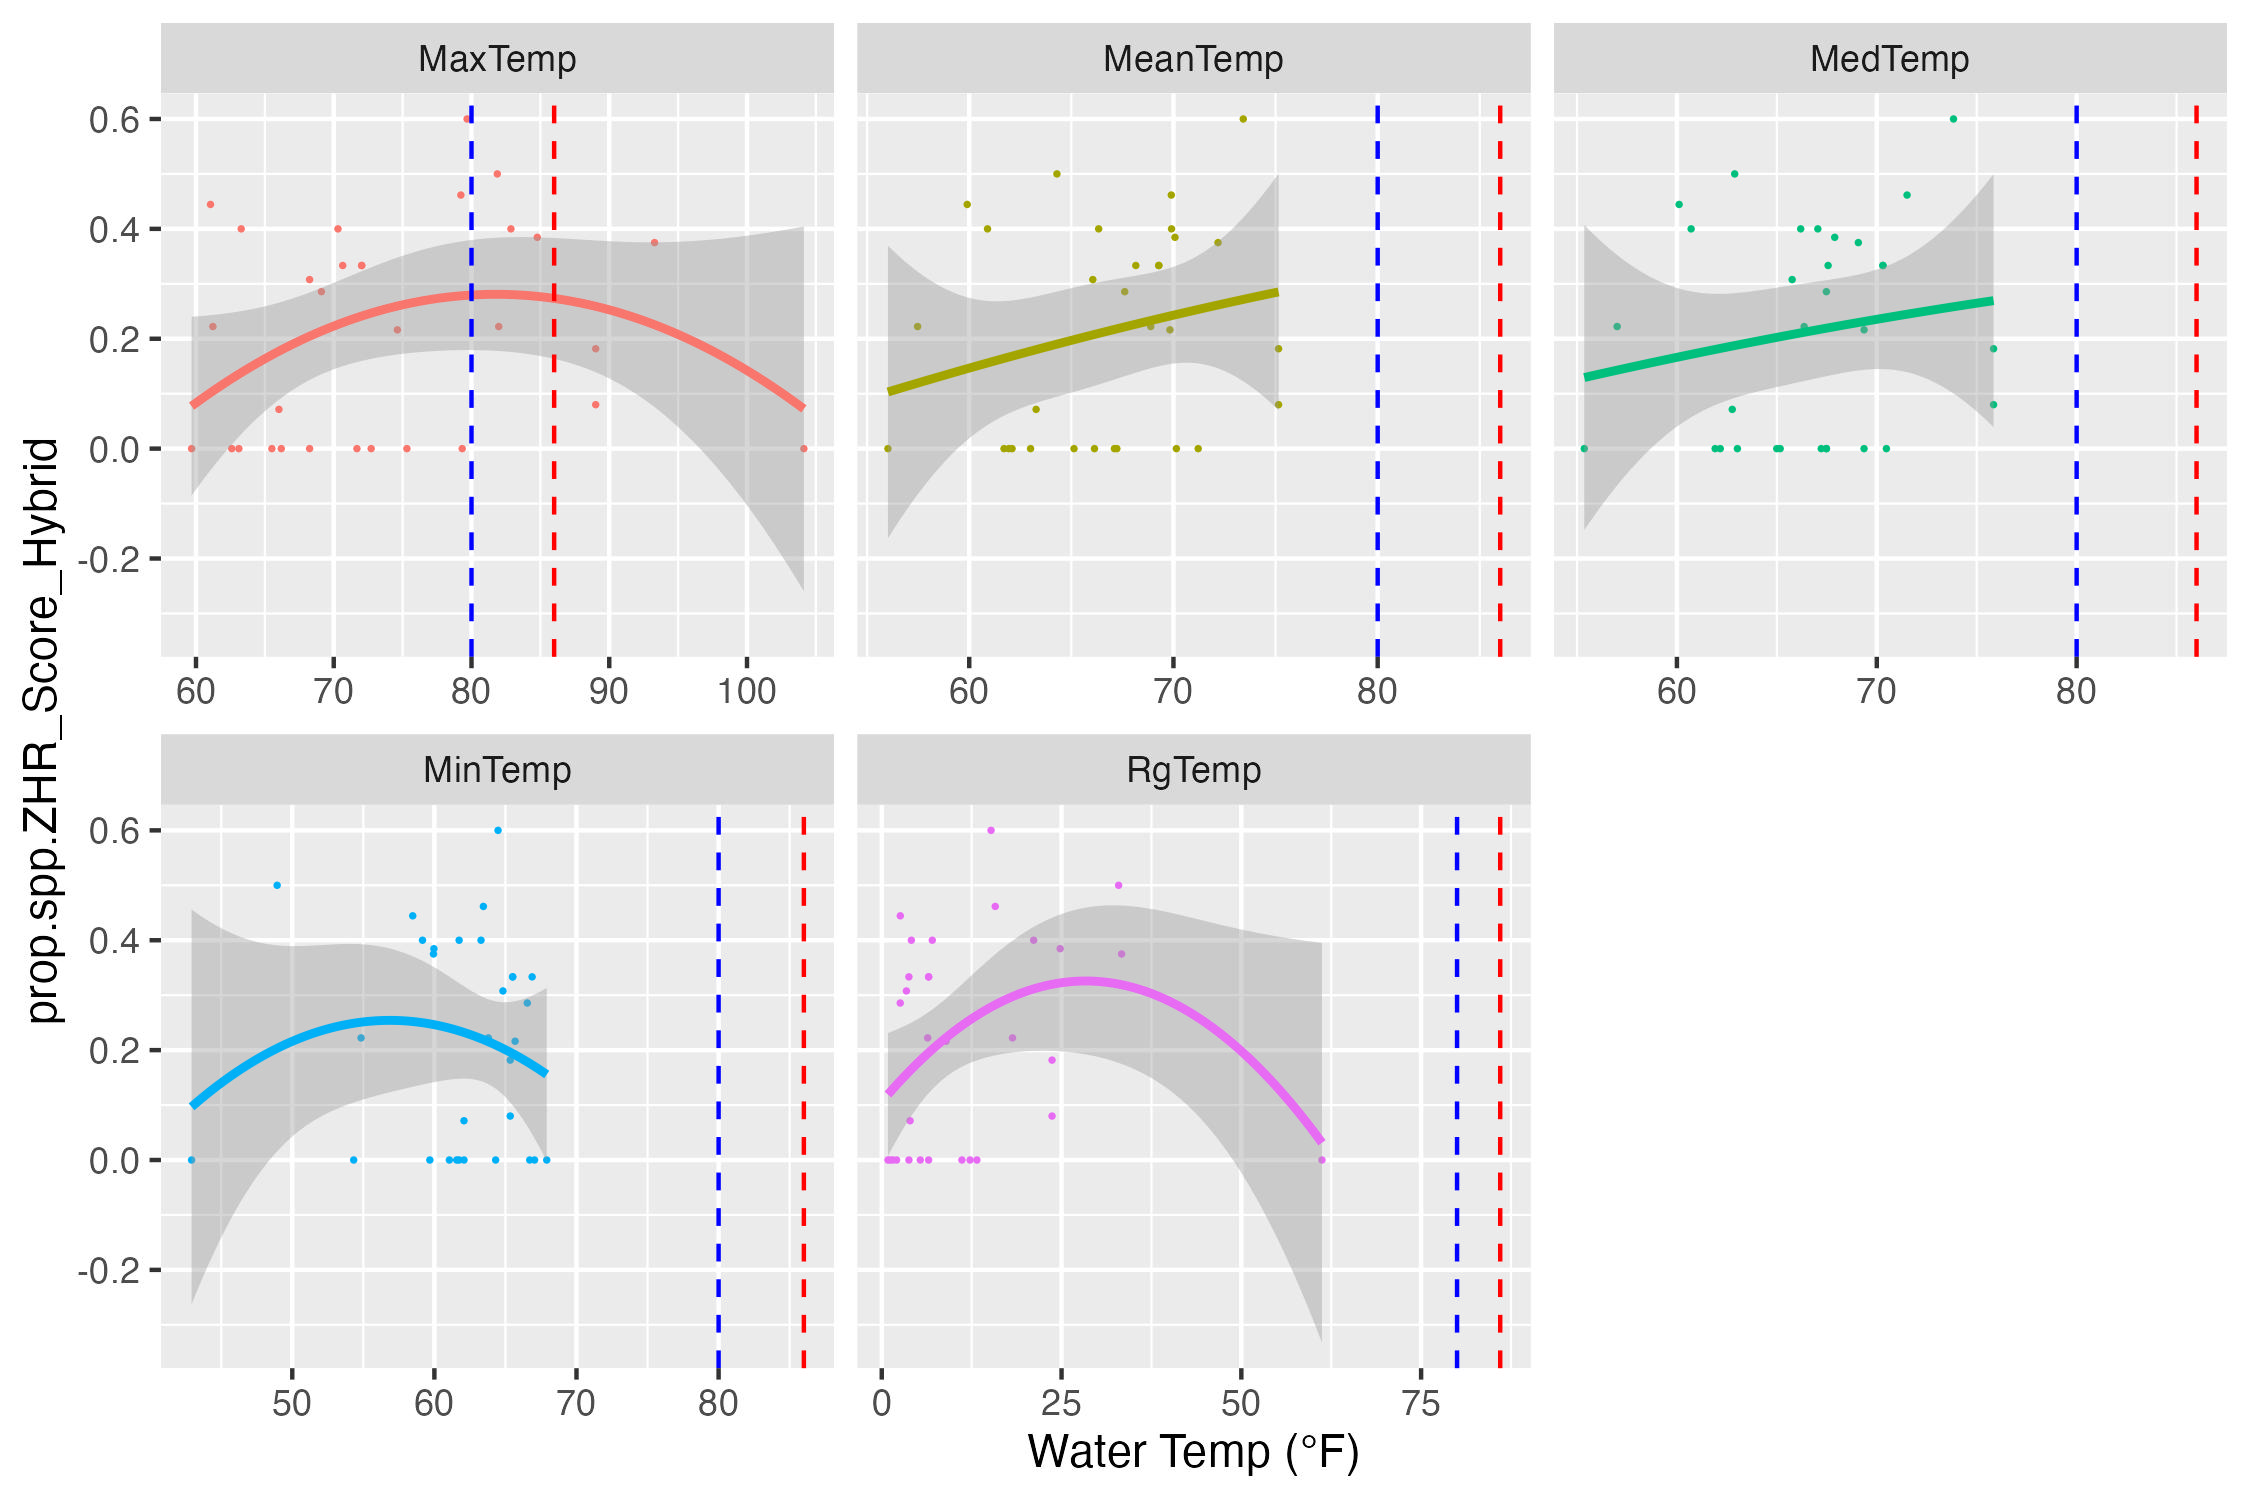 MaxTemp MeanTemp MedTemp
0.6
0.4
0.2
0.0
-0.2
60 70 80 90 100 60 70 80 60 70 80
MinTemp RgTemp
0.6
0.4
0.2
0.0
-0.2
50 60 70 80 0 25 50 75
Water Temp (°F)
prop.spp.ZHR_Score_Hybrid